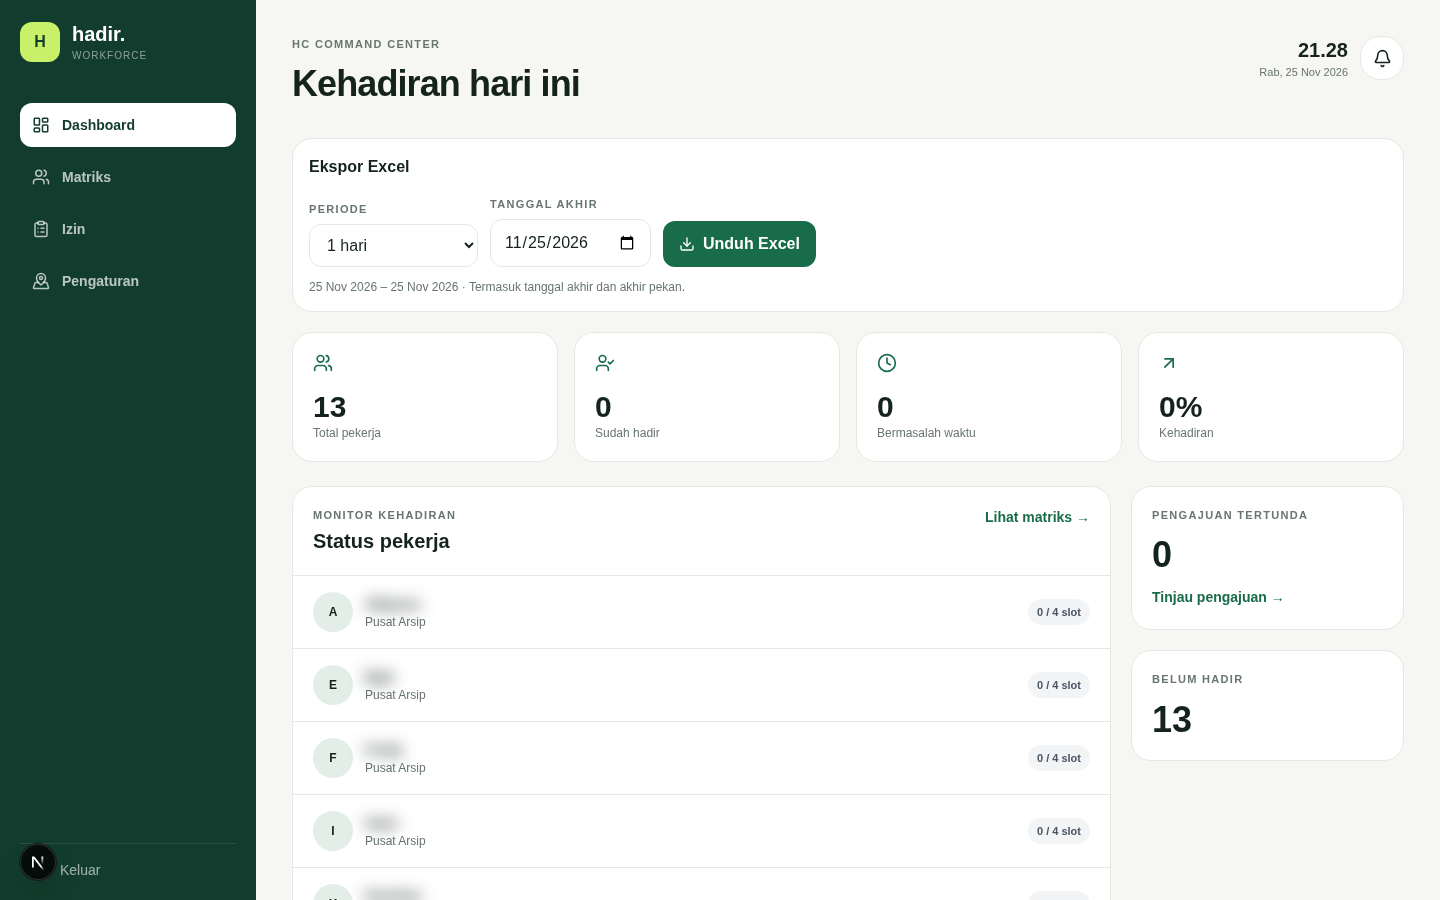 H
hadir.
WORKFORCE
Dashboard
Matriks
Izin
Pengaturan
Keluar
HC COMMAND CENTER
Kehadiran hari ini
21.28
Rab, 25 Nov 2026
Ekspor Excel
PERIODE
1 hari
TANGGAL AKHIR
11/25/2026
Unduh Excel
25 Nov 2026 – 25 Nov 2026 · Termasuk tanggal akhir dan akhir pekan.
13
Total pekerja
0
Sudah hadir
0
Bermasalah waktu
0%
Kehadiran
MONITOR KEHADIRAN
Status pekerja
Lihat matriks →
A
Pusat Arsip
0 / 4 slot
E
Pusat Arsip
0 / 4 slot
F
Pusat Arsip
0 / 4 slot
I
Pusat Arsip
0 / 4 slot
PENGAJUAN TERTUNDA
0
Tinjau pengajuan →
BELUM HADIR
13